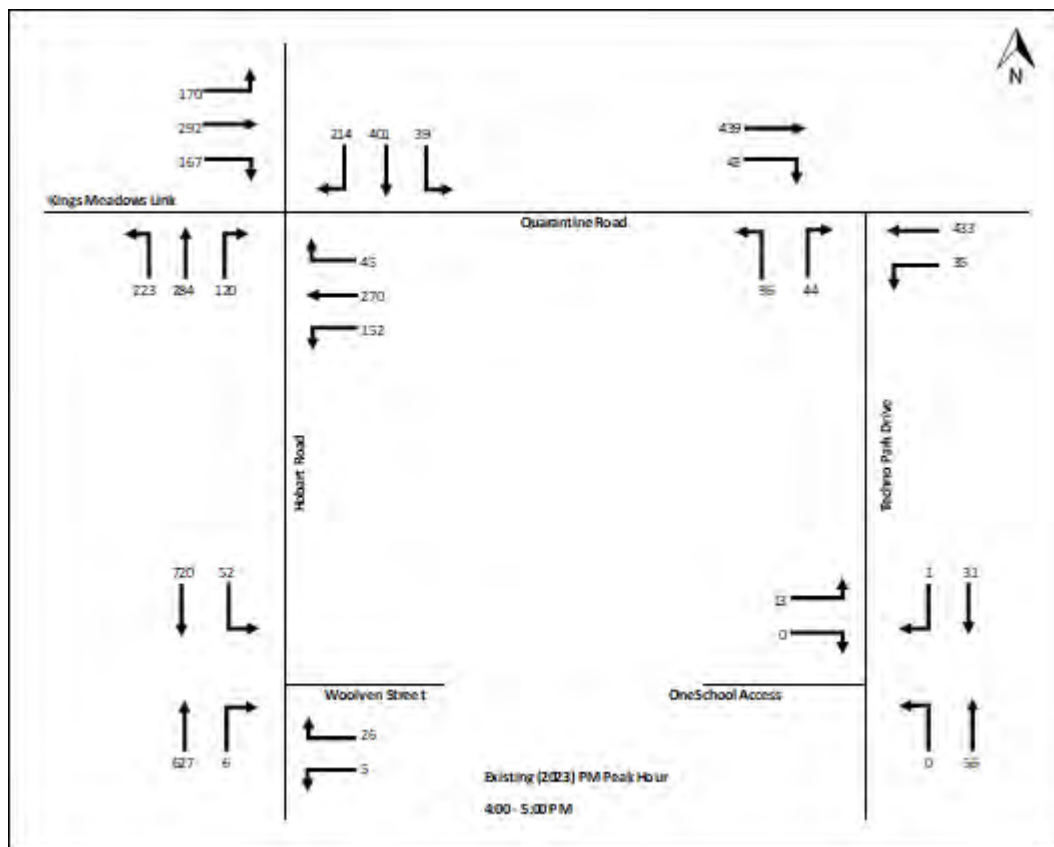 N
170
292
167
214 401 39
439
43
Kings Meadows Link
Quarantine Road
223 284 120
45
270
152
96 44
433
35
Hobart Road
Techno Park Drive
720 52
13
0
1 31
Woolven Street
OneSchool Access
627 6
26
5
0 56
Existing (2023) PM Peak Hour
4:00 - 5:00 PM